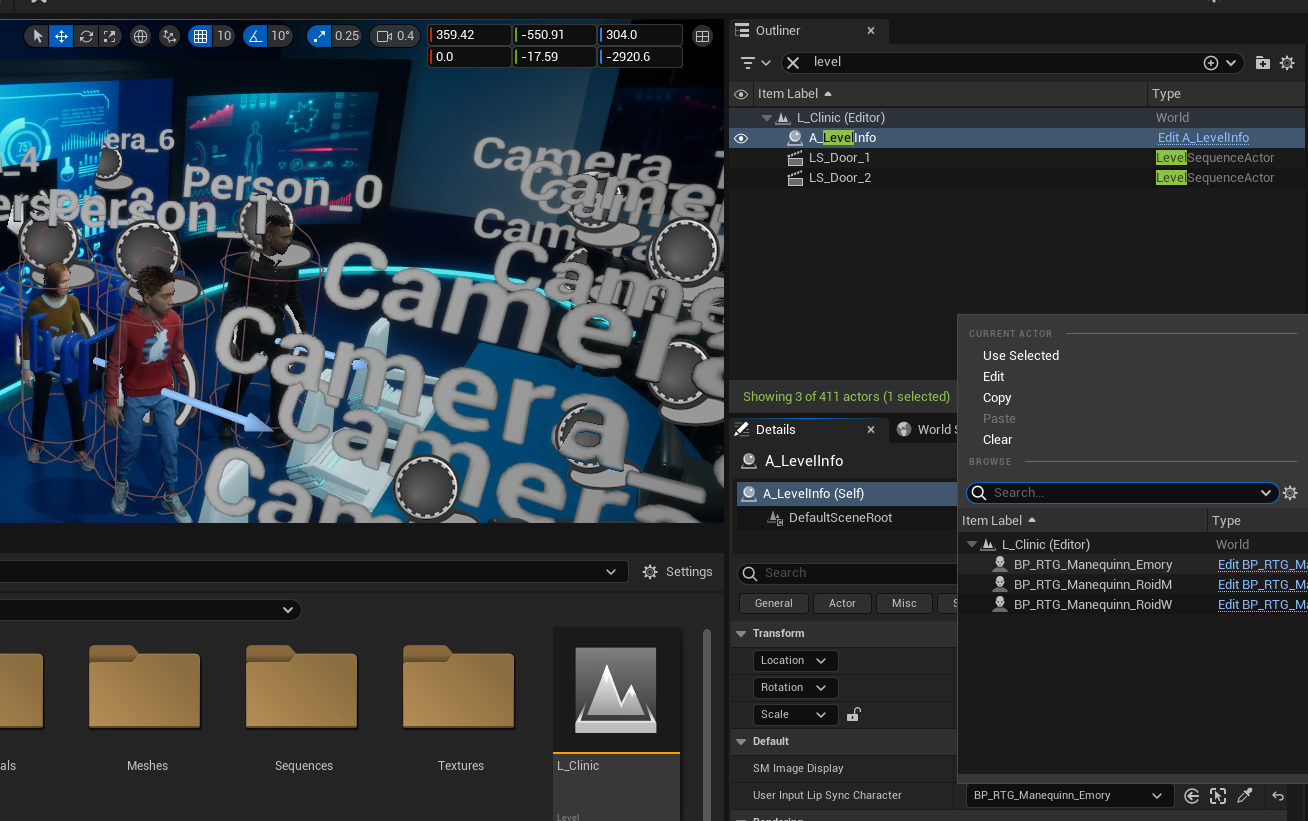 10
10°
0.25
0.4
359.42
-550.91
304.0
0.0
-17.59
-2920.6
era_6
_4
Person_0
Person_1
Camera
Camera
Camera
Camera
Camera
Camera
Camera
Camera
Settings
als
Meshes
Sequences
Textures
L_Clinic
Level
Outliner
level
Item Label
Type
L_Clinic (Editor)
World
A_LevelInfo
Edit A_LevelInfo
LS_Door_1
LevelSequenceActor
LS_Door_2
LevelSequenceActor
Showing 3 of 411 actors (1 selected)
Details
World S
A_LevelInfo
A_LevelInfo (Self)
DefaultSceneRoot
Search
General
Actor
Misc
S
Transform
Location
Rotation
Scale
Default
SM Image Display
User Input Lip Sync Character
BP_RTG_Manequinn_Emory
Rendering
CURRENT ACTOR
Use Selected
Edit
Copy
Paste
Clear
BROWSE
Search...
Item Label
Type
L_Clinic (Editor)
World
BP_RTG_Manequinn_Emory
Edit BP_RTG_Ma
BP_RTG_Manequinn_RoidM
Edit BP_RTG_Ma
BP_RTG_Manequinn_RoidW
Edit BP_RTG_Ma